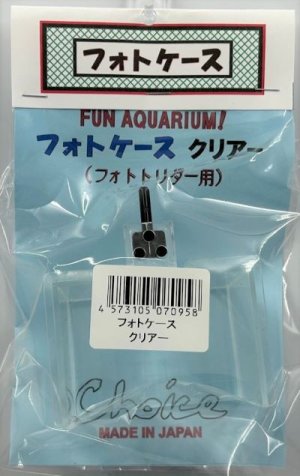 フォトケース
FUN AQUARIUM!
フォトケース クリアー
(フォトトリダー用)
4 573105 070958
フォトケース
クリアー
Choice
MADE IN JAPAN